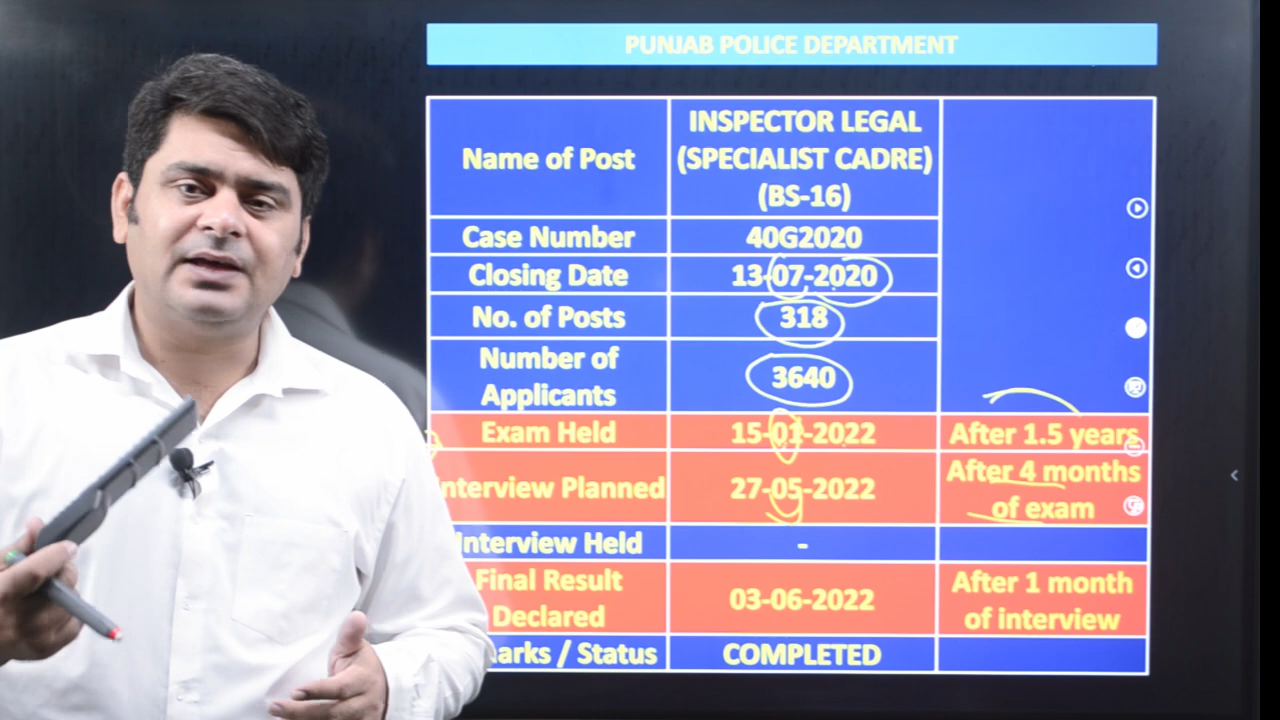 PUNJAB POLICE DEPARTMENT
Name of Post
INSPECTOR LEGAL
(SPECIALIST CADRE)
(BS-16)
Case Number
40G2020
Closing Date
13-07-2020
No. of Posts
318
Number of
Applicants
3640
Exam Held
15-01-2022
After 1.5 years
nterview Planned
27-05-2022
After 4 months
of exam
Interview Held
-
Final Result
Declared
03-06-2022
After 1 month
of interview
arks / Status
COMPLETED